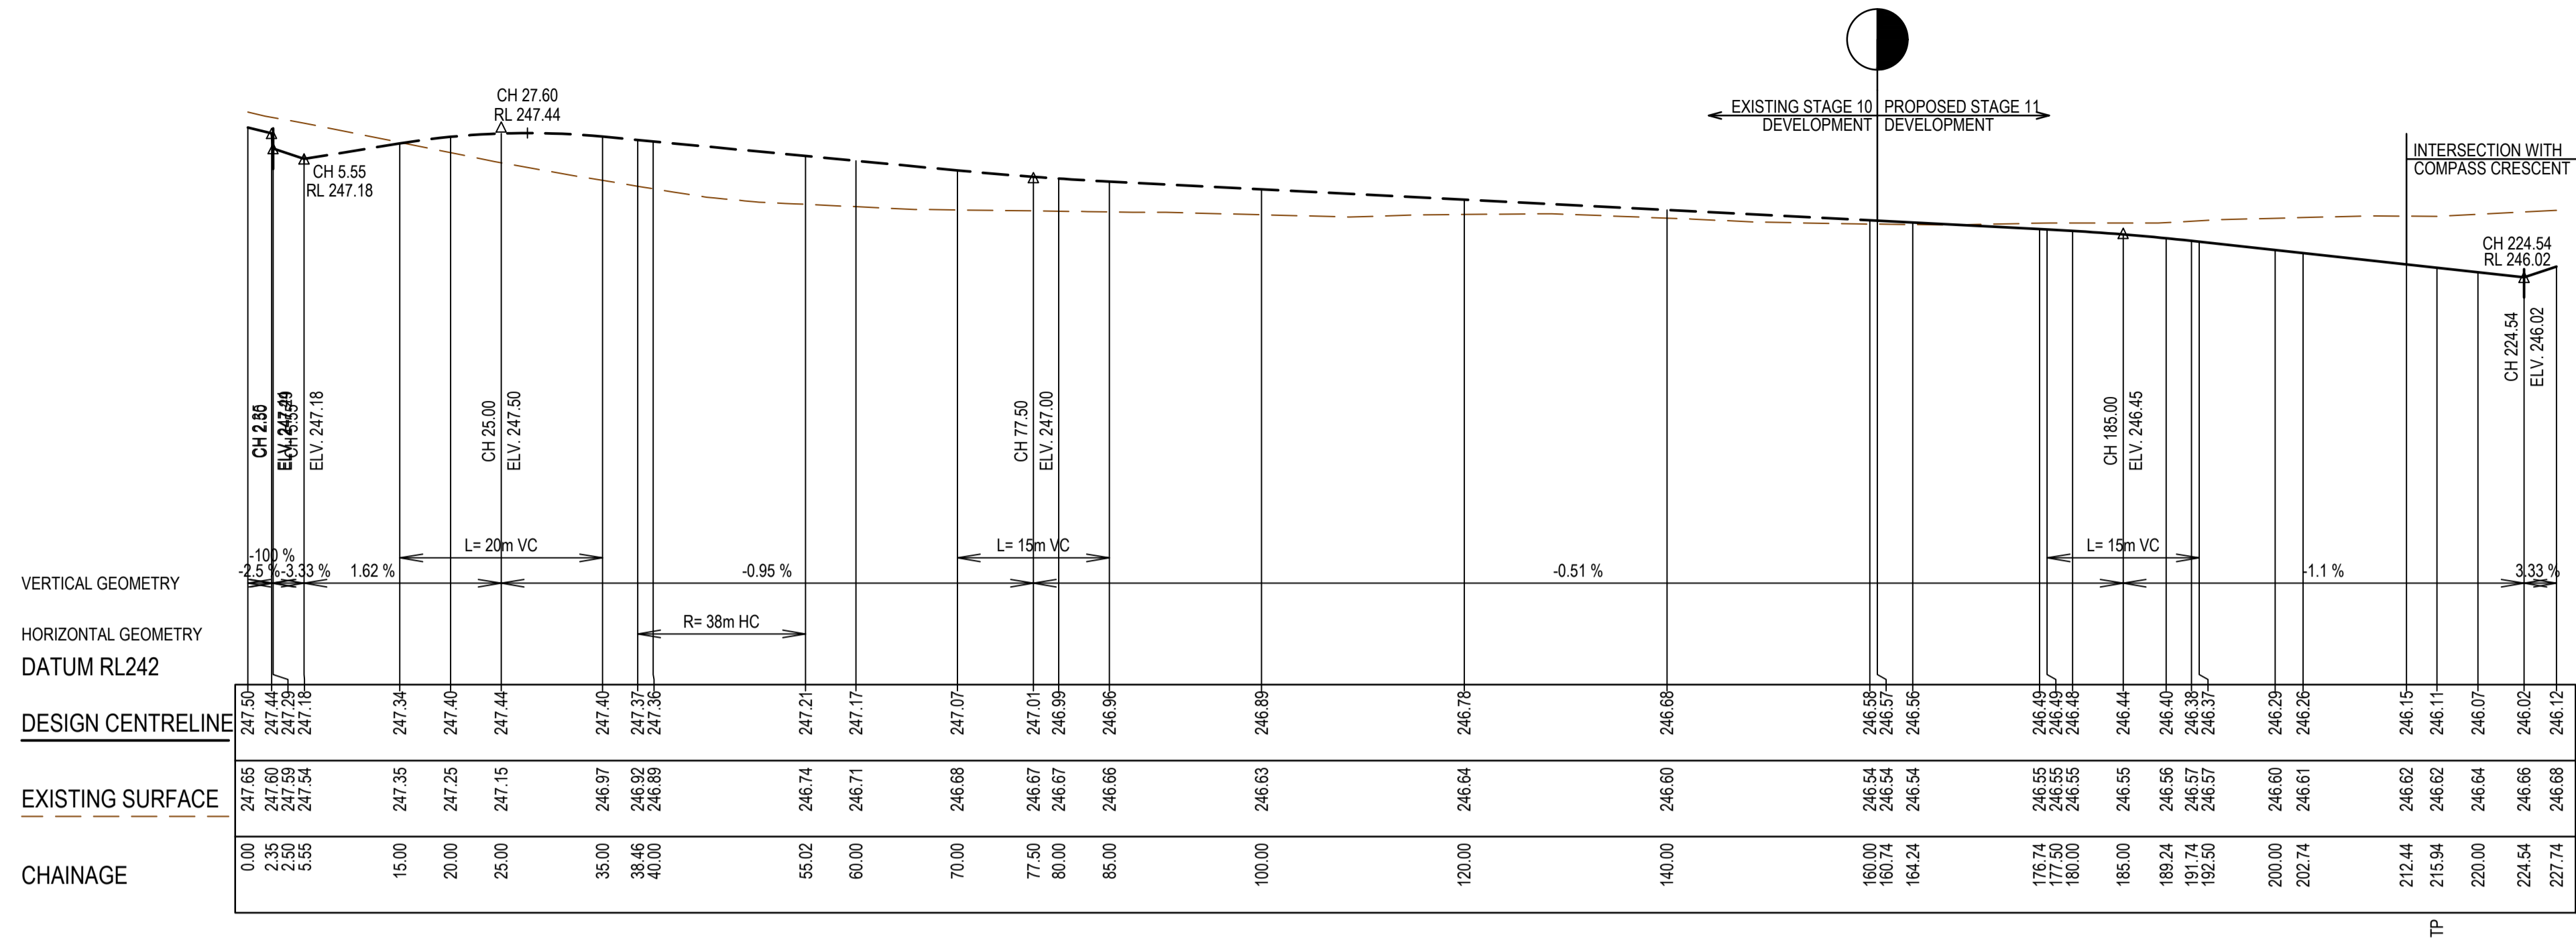 CH 27.60
RL 247.44
EXISTING STAGE 10
DEVELOPMENT
PROPOSED STAGE 11
DEVELOPMENT
INTERSECTION WITH
COMPASS CRESCENT
CH 5.55
RL 247.18
CH 224.54
RL 246.02
CH 2.35
CH 2.50
CH 5.55
ELV. 247.18
CH 25.00
ELV. 247.50
CH 77.50
ELV. 247.00
CH 185.00
ELV. 246.45
CH 224.54
ELV. 246.02
L= 20m VC
L= 15m VC
L= 15m VC
-100 %
VERTICAL GEOMETRY
-2.5 %
-3.33 %
1.62 %
-0.95 %
-0.51 %
-1.1 %
3.33 %
HORIZONTAL GEOMETRY
R= 38m HC
DATUM RL242
DESIGN CENTRELINE
247.50 247.44 247.29 247.18 247.34 247.40 247.44 247.40 247.37 247.36 247.21 247.17 247.07 247.01 246.99 246.96 246.89 246.78 246.68 246.58 246.57 246.56 246.49 246.49 246.48 246.44 246.40 246.38 246.37 246.29 246.26 246.15 246.11 246.07 246.02 246.12
EXISTING SURFACE
247.65 247.60 247.59 247.54 247.35 247.25 247.15 246.97 246.92 246.89 246.74 246.71 246.68 246.67 246.67 246.66 246.63 246.64 246.60 246.54 246.54 246.54 246.55 246.55 246.55 246.55 246.56 246.57 246.57 246.60 246.61 246.62 246.62 246.64 246.66 246.68
CHAINAGE
0.00 2.35 2.50 5.55 15.00 20.00 25.00 35.00 38.46 40.00 55.02 60.00 70.00 77.50 80.00 85.00 100.00 120.00 140.00 160.00 160.74 164.24 176.74 177.50 180.00 185.00 189.24 191.74 192.50 200.00 202.74 212.44 215.94 220.00 224.54 227.74
TP